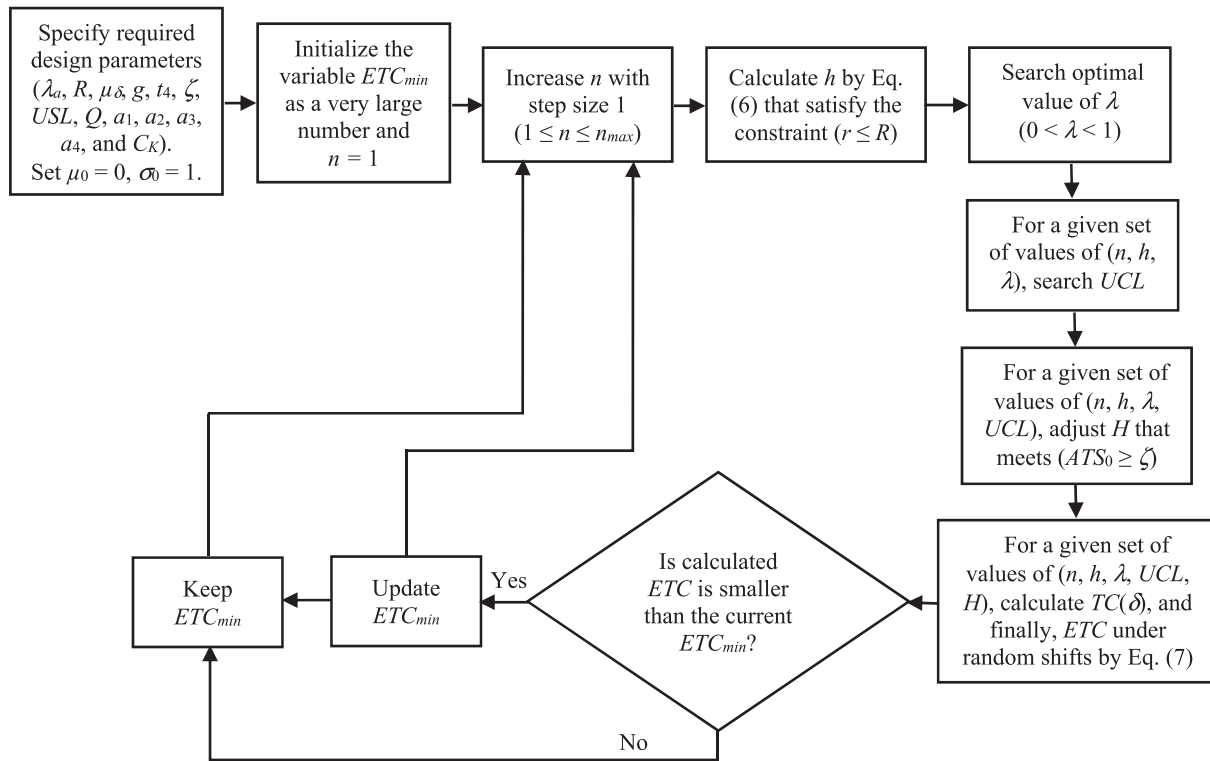 Specify required
design parameters
(λa, R, μδ, g, t4, ζ,
USL, Q, a1, a2, a3,
a4, and CK).
Set μ0 = 0, σ0 = 1.
Initialize the
variable ETCmin
as a very large
number and
n = 1
Increase n with
step size 1
(1 ≤ n ≤ nmax)
Calculate h by Eq.
(6) that satisfy the
constraint (r ≤ R)
Search optimal
value of λ
(0 < λ < 1)
For a given set
of values of (n, h,
λ), search UCL
For a given set of
values of (n, h, λ,
UCL), adjust H that
meets (ATS0 ≥ ζ)
For a given set of
values of (n, h, λ, UCL,
H), calculate TC(δ), and
finally, ETC under
random shifts by Eq. (7)
Is calculated
ETC is smaller
than the current
ETCmin?
Yes
Update
ETCmin
Keep
ETCmin
No